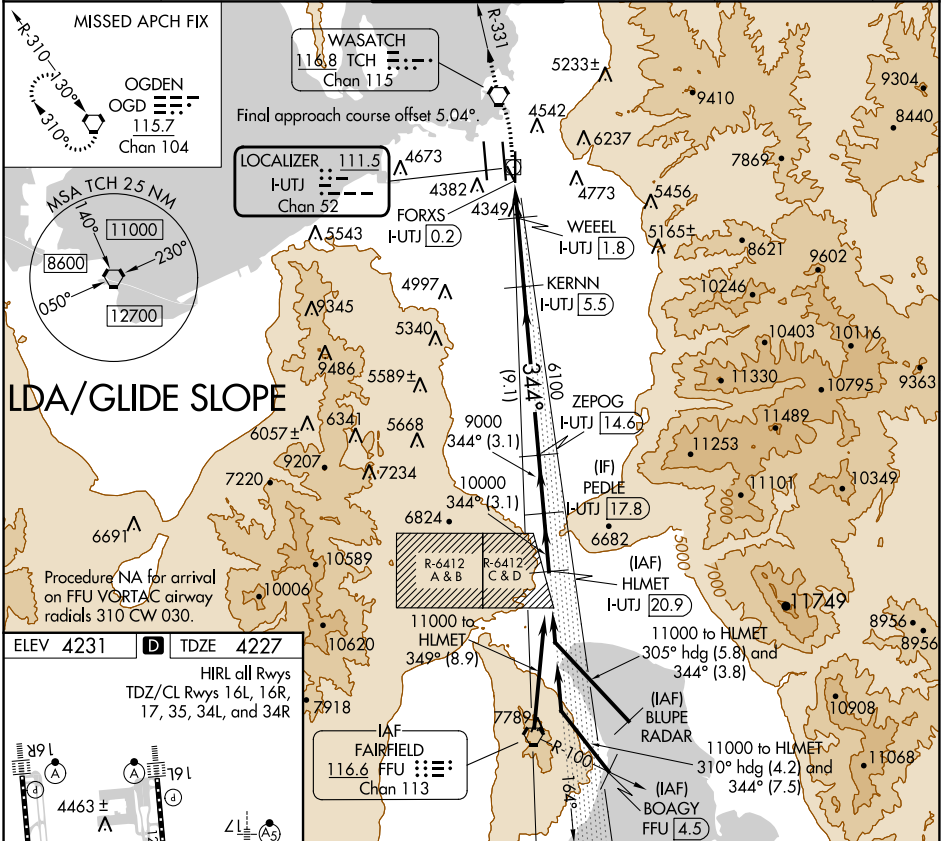 MISSED APCH FIX
R-310
130°
310°
OGDEN
OGD
115.7
Chan 104
R-331
WASATCH
116.8 TCH
Chan 115
Final approach course offset 5.04°.
LOCALIZER 111.5
I-UTJ
Chan 52
MSA TCH 25 NM
140°
11000
8600
230°
050°
12700
5233±
9410
9304
8440
4542
6237
7869
4673
4382
4349
4773
5456
5165±
8621
9602
10246
FORXS
I-UTJ 0.2
WEEEL
I-UTJ 1.8
KERNN
I-UTJ 5.5
5543
4997
9345
5340
9486
5589±
10403
10116
11330
10795
9363
LDA/GLIDE SLOPE
344°
6100
(9.1)
ZEPOG
I-UTJ 14.6
9000
344° (3.1)
6057±
6341
5668
9207
7234
7220
11489
11253
11101
10349
9000
(IF)
PEDLE
I-UTJ 17.8
10000
344° (3.1)
6824
6682
6691
5000
7000
R-6412
A & B
R-6412
C & D
(IAF)
HLMET
I-UTJ 20.9
10589
10006
10620
7918
11749
8956
8956
10908
11068
Procedure NA for arrival
on FFU VORTAC airway
radials 310 CW 030.
11000 to
HLMET
349° (8.9)
11000 to HLMET
305° hdg (5.8) and
344° (3.8)
(IAF)
BLUPE
RADAR
7789
IAF
FAIRFIELD
116.6 FFU
Chan 113
R-100
164°
11000 to HLMET
310° hdg (4.2) and
344° (7.5)
(IAF)
BOAGY
FFU 4.5
ELEV 4231
D
TDZE 4227
HIRL all Rwys
TDZ/CL Rwys 16L, 16R,
17, 35, 34L, and 34R
16R
A
P
A
16L
P
4463 ±
17
A5